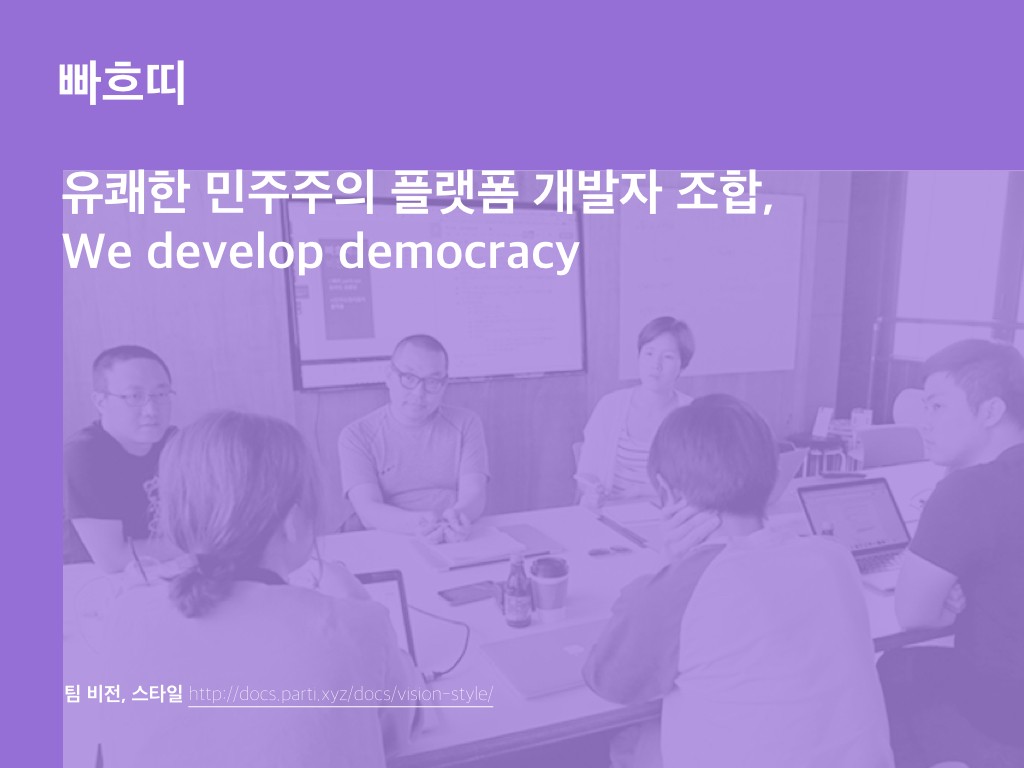 빠흐띠
유쾌한 민주주의 플랫폼 개발자 조합,
We develop democracy
팀 비전, 스타일 http://docs.parti.xyz/docs/vision-style/